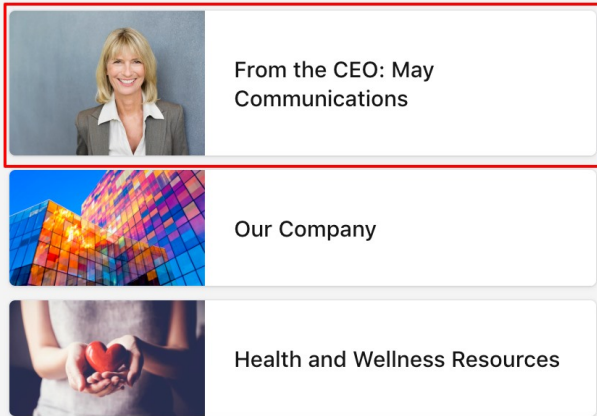 From the CEO: May
Communications
Our Company
Health and Wellness Resources